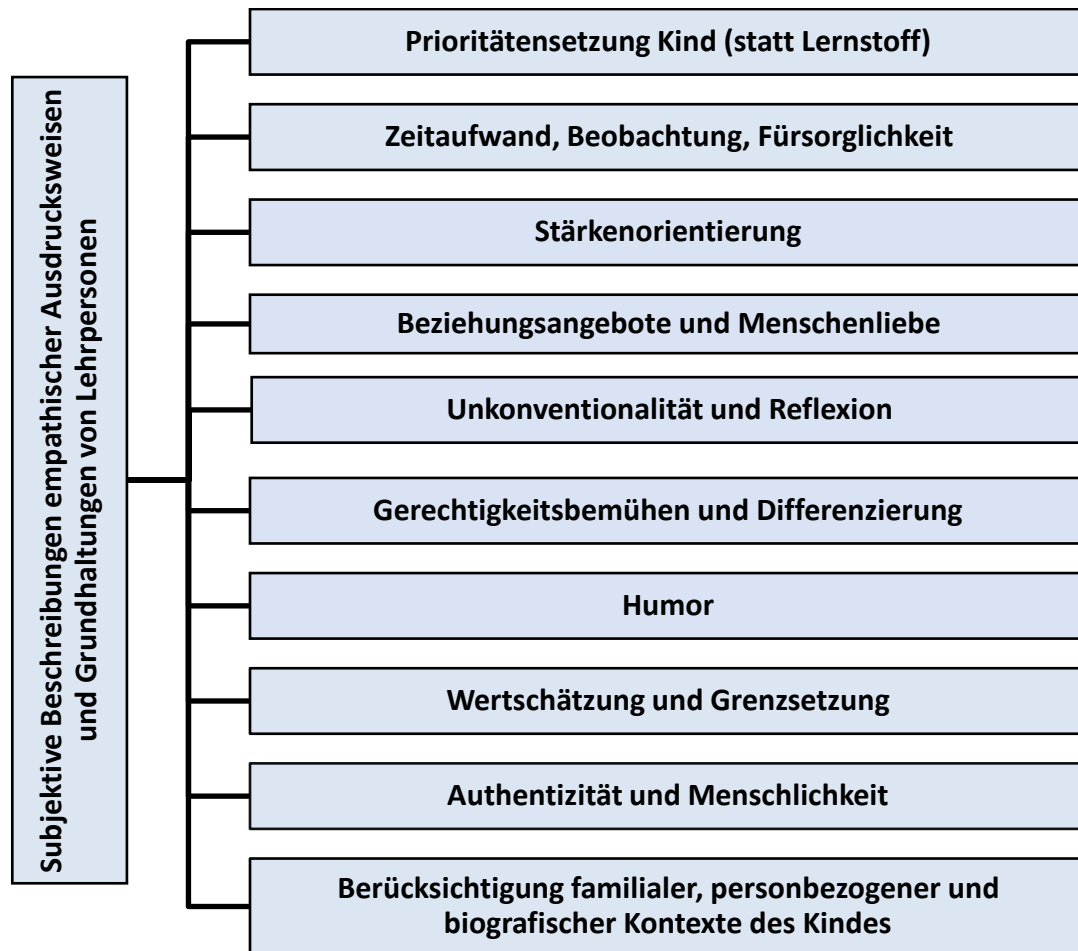 Subjektive Beschreibungen empathischer Ausdrucksweisen
und Grundhaltungen von Lehrpersonen
Prioritätensetzung Kind (statt Lernstoff)
Zeitaufwand, Beobachtung, Fürsorglichkeit
Stärkenorientierung
Beziehungsangebote und Menschenliebe
Unkonventionalität und Reflexion
Gerechtigkeitsbemühen und Differenzierung
Humor
Wertschätzung und Grenzsetzung
Authentizität und Menschlichkeit
Berücksichtigung familialer, personbezogener und
biografischer Kontexte des Kindes